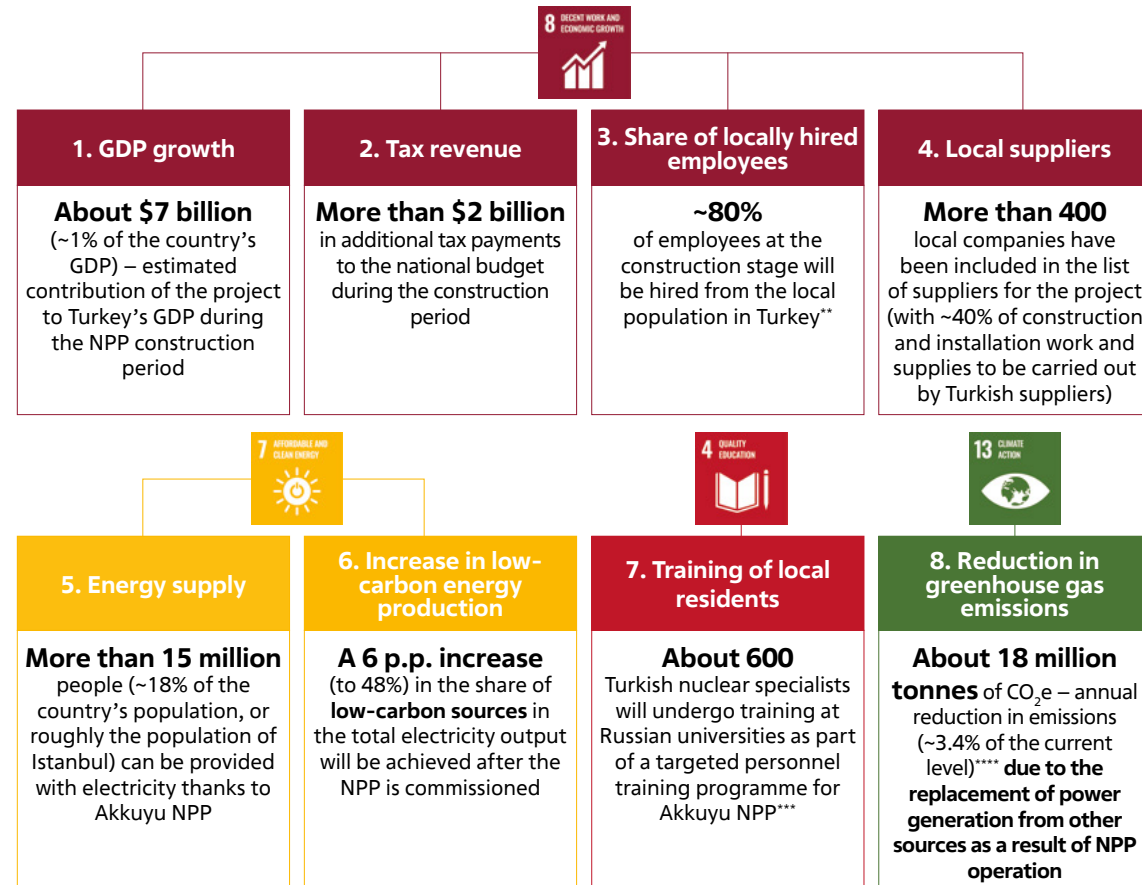 8 DECENT WORK AND
ECONOMIC GROWTH
1. GDP growth
About $7 billion
(~1% of the country's
GDP) – estimated
contribution of the project
to Turkey's GDP during
the NPP construction
period
2. Tax revenue
More than $2 billion
in additional tax payments
to the national budget
during the construction
period
3. Share of locally hired
employees
~80%
of employees at the
construction stage will
be hired from the local
population in Turkey**
4. Local suppliers
More than 400
local companies have
been included in the list
of suppliers for the project
(with ~40% of construction
and installation work and
supplies to be carried out
by Turkish suppliers)
7 AFFORDABLE AND
CLEAN ENERGY
4 QUALITY
EDUCATION
13 CLIMATE
ACTION
5. Energy supply
More than 15 million
people (~18% of the
country's population, or
roughly the population of
Istanbul) can be provided
with electricity thanks to
Akkuyu NPP
6. Increase in low-
carbon energy
production
A 6 p.p. increase
(to 48%) in the share of
low-carbon sources in
the total electricity output
will be achieved after the
NPP is commissioned
7. Training of local
residents
About 600
Turkish nuclear specialists
will undergo training at
Russian universities as part
of a targeted personnel
training programme for
Akkuyu NPP***
8. Reduction in
greenhouse gas
emissions
About 18 million
tonnes of CO₂e – annual
reduction in emissions
(~3.4% of the current
level)**** due to the
replacement of power
generation from other
sources as a result of NPP
operation